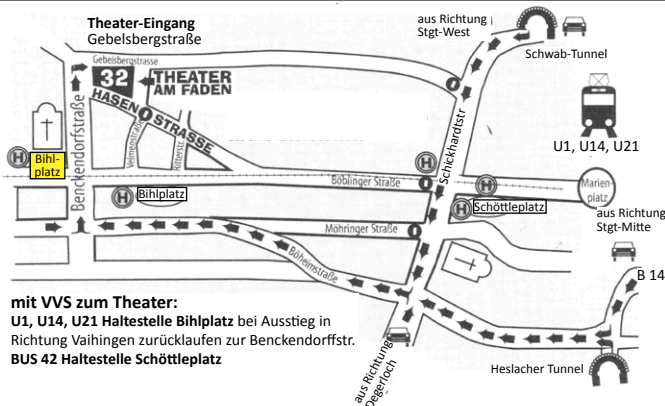 Theater-Eingang
Gebelsbergstraße
aus Richtung
Stgt-West
Schwab-Tunnel
Gebelsbergstrasse
32
THEATER
AM FADEN
HASENSTRASSE
Benckendorfstraße
Velmenstraße
Ritterstr.
Schickhardtstr
U1, U14, U21
H
Bihl-
platz
H
Bihlplatz
Böblinger Straße
H
H
H
Schöttleplatz
Marien-
platz
aus Richtung
Stgt-Mitte
Möhringer Straße
Böheimstraße
B 14
mit VVS zum Theater:
U1, U14, U21 Haltestelle Bihlplatz bei Ausstieg in
Richtung Vaihingen zurücklaufen zur Benckendorffstr.
BUS 42 Haltestelle Schöttleplatz
aus Richtung
Degerloch
Heslacher Tunnel